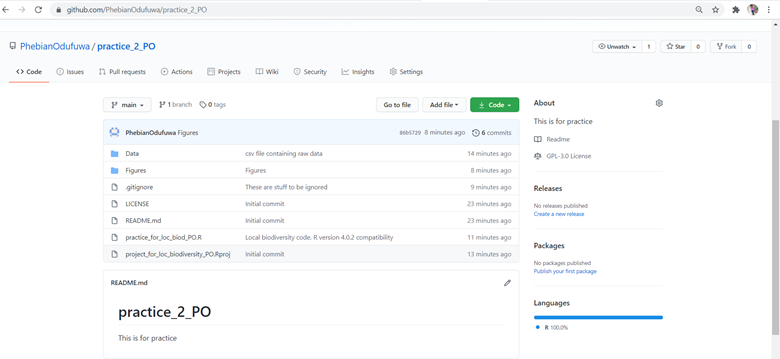 github.com/PhebianOdufuwa/practice_2_PO
PhebianOdufuwa / practice_2_PO
Unwatch 1 Star 0 Fork 0
Code Issues Pull requests Actions Projects Wiki Security Insights Settings
main 1 branch 0 tags Go to file Add file Code
PhebianOdufuwa Figures 86b5729 8 minutes ago 6 commits
Data csv file containing raw data 14 minutes ago
Figures Figures 8 minutes ago
.gitignore These are stuff to be ignored 9 minutes ago
LICENSE Initial commit 23 minutes ago
README.md Initial commit 23 minutes ago
practice_for_loc_biod_PO.R Local biodiversity code. R version 4.0.2 compatibility 11 minutes ago
project_for_loc_biodiversity_PO.Rproj Initial commit 13 minutes ago
README.md
practice_2_PO
This is for practice
About
This is for practice
Readme
GPL-3.0 License
Releases
No releases published
Create a new release
Packages
No packages published
Publish your first package
Languages
R 100.0%